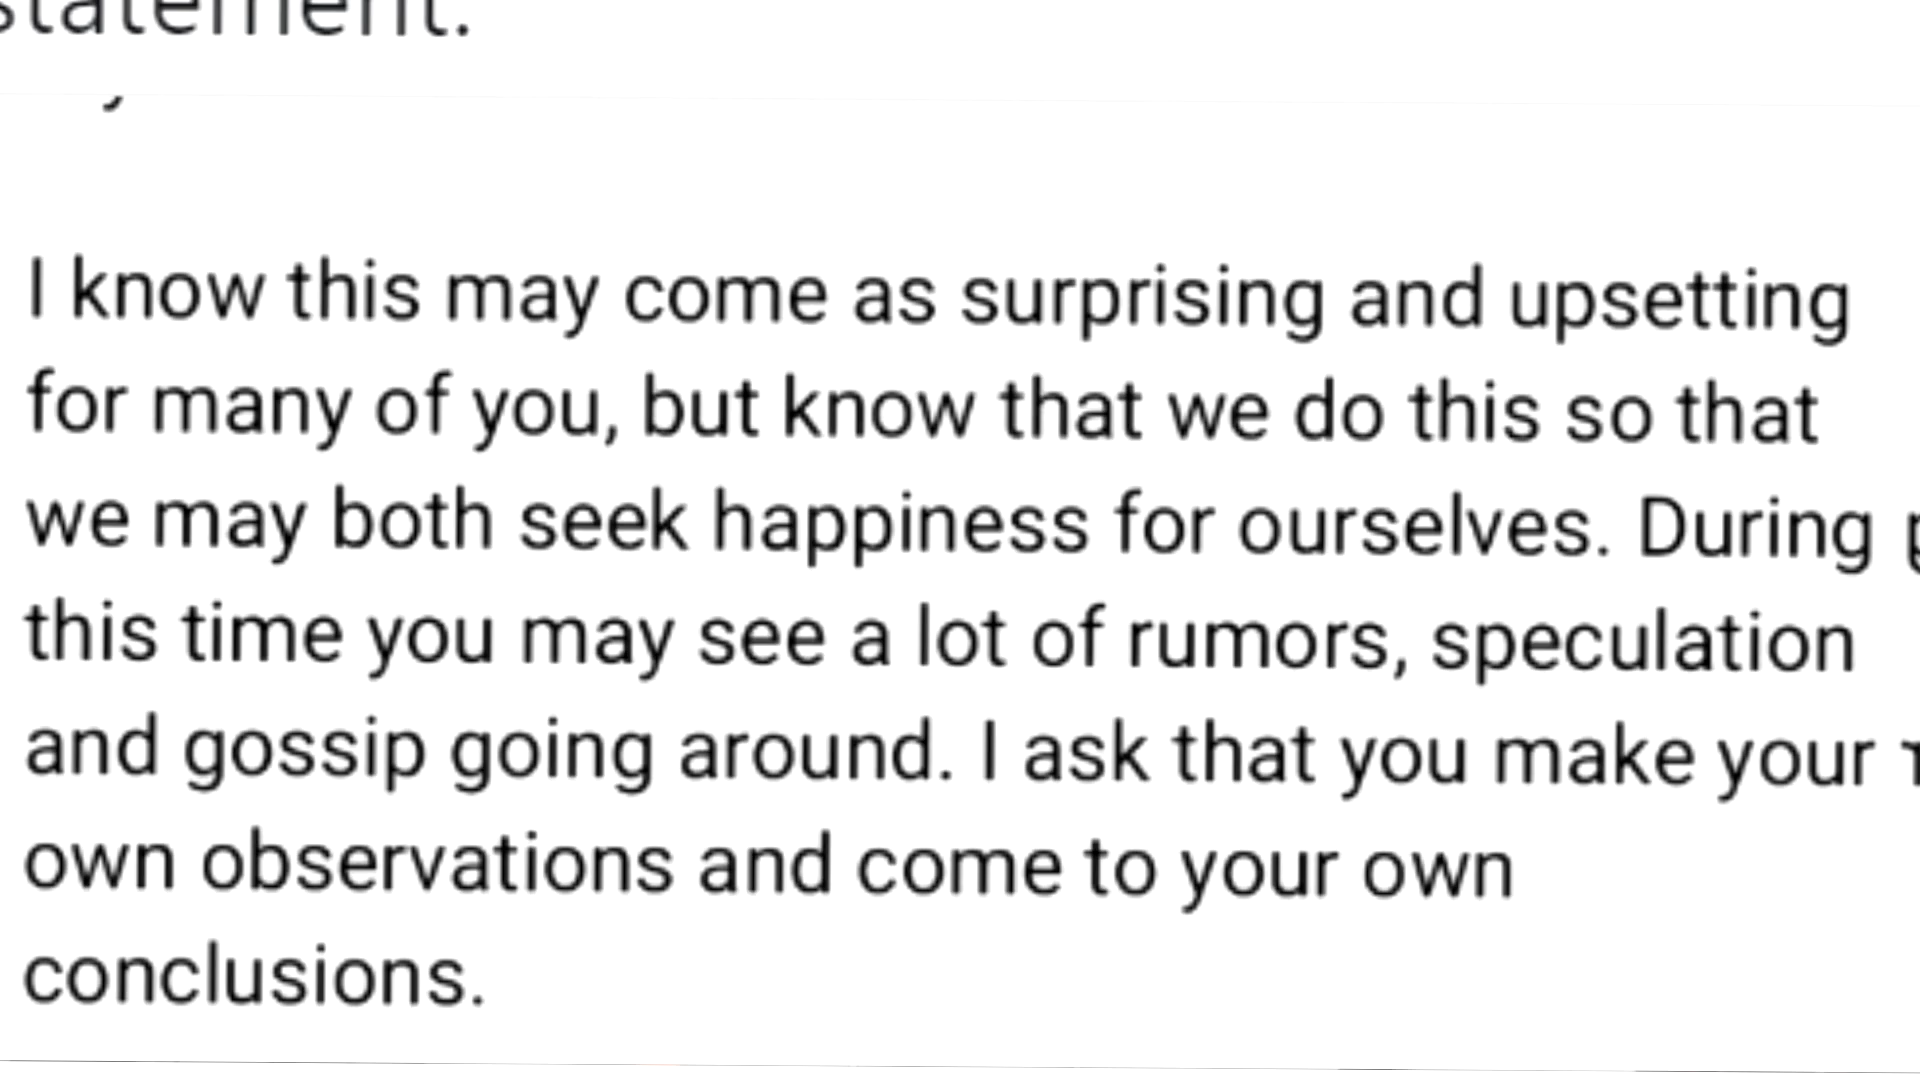 statement.
I know this may come as surprising and upsetting
for many of you, but know that we do this so that
we may both seek happiness for ourselves. During
this time you may see a lot of rumors, speculation
and gossip going around. I ask that you make your
own observations and come to your own
conclusions.